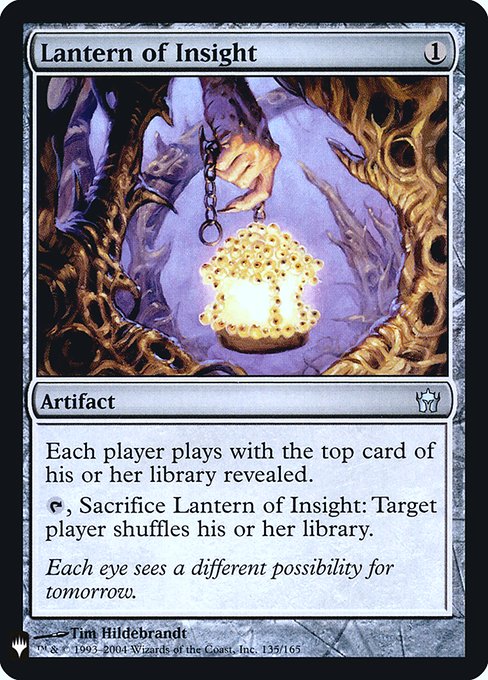 Lantern of Insight 1
Artifact
Each player plays with the top card of
his or her library revealed.
, Sacrifice Lantern of Insight: Target
player shuffles his or her library.
Each eye sees a different possibility for
tomorrow.
Tim Hildebrandt
™ & © 1993–2004 Wizards of the Coast, Inc. 135/165